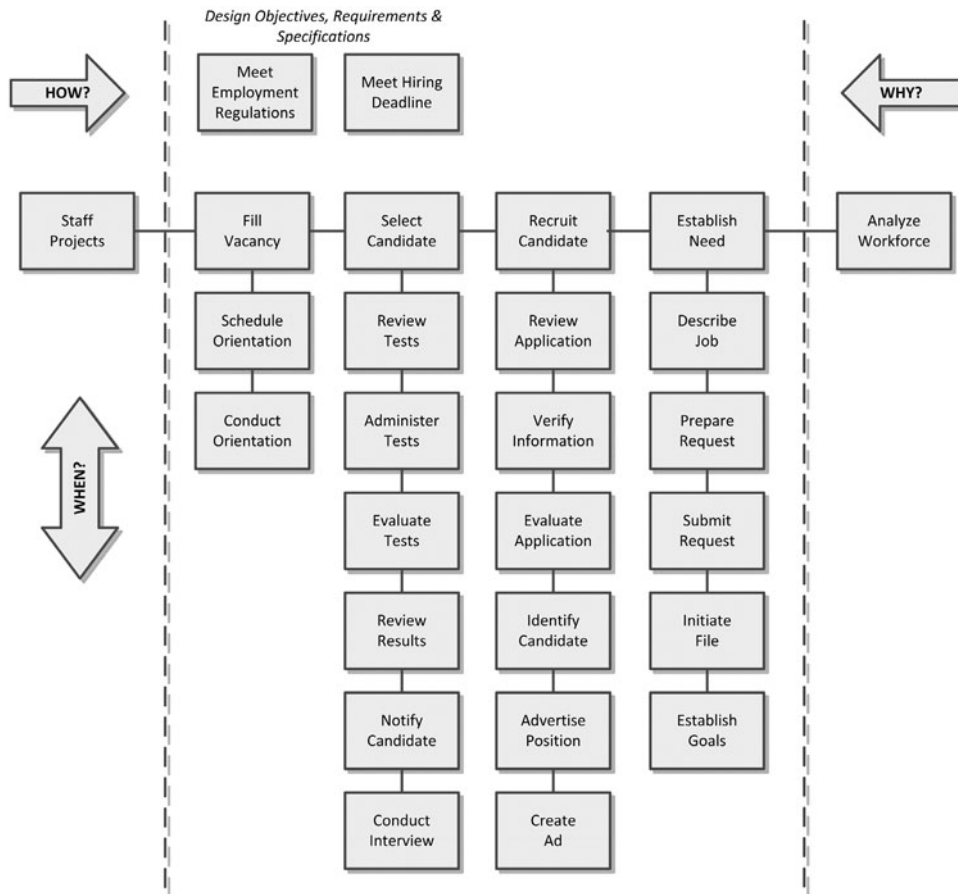 Design Objectives, Requirements &
Specifications
HOW?
Meet
Employment
Regulations
Meet Hiring
Deadline
WHY?
Staff
Projects
Fill
Vacancy
Select
Candidate
Recruit
Candidate
Establish
Need
Analyze
Workforce
Schedule
Orientation
Review
Tests
Review
Application
Describe
Job
Conduct
Orientation
Administer
Tests
Verify
Information
Prepare
Request
WHEN?
Evaluate
Tests
Evaluate
Application
Submit
Request
Review
Results
Identify
Candidate
Initiate
File
Notify
Candidate
Advertise
Position
Establish
Goals
Conduct
Interview
Create
Ad